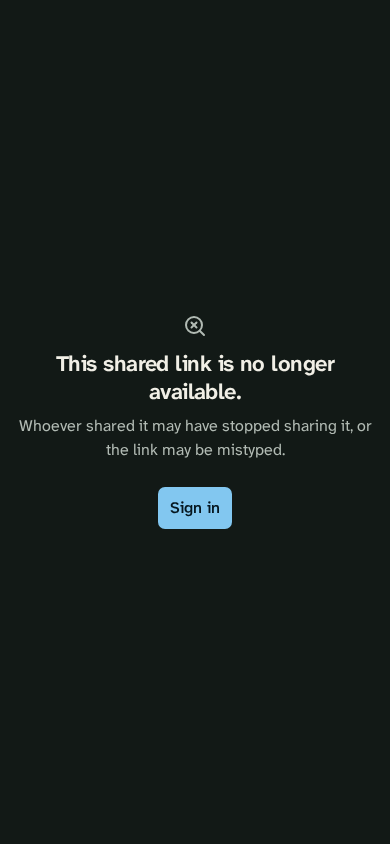 This shared link is no longer
available.
Whoever shared it may have stopped sharing it, or
the link may be mistyped.
Sign in